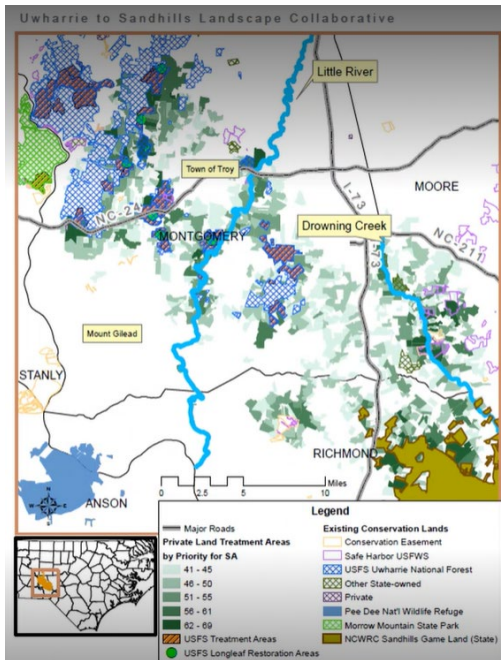 Uwharrie to Sandhills Landscape Collaborative
Little River
Town of Troy
I-73
MOORE
NC-24
Drowning Creek
MONTGOMERY
I-73
NC-211
Mount Gilead
STANLY
RICHMOND
ANSON
0 2.5 5 10
Miles
N
W E
S
Legend
Major Roads
Private Land Treatment Areas
by Priority for SA
41 - 45
46 - 50
51 - 55
56 - 61
62 - 69
USFS Treatment Areas
USFS Longleaf Restoration Areas
Existing Conservation Lands
Conservation Easement
Safe Harbor USFWS
USFS Uwharrie National Forest
Other State-owned
Private
Pee Dee Nat'l Wildlife Refuge
Morrow Mountain State Park
NCWRC Sandhills Game Land (State)